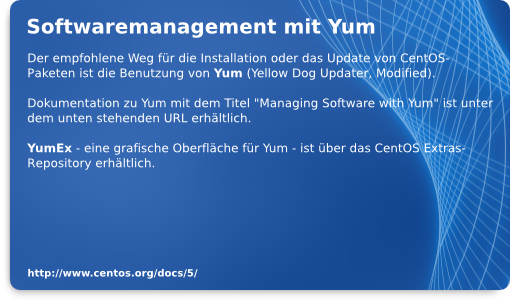 Softwaremanagement mit Yum
Der empfohlene Weg für die Installation oder das Update von CentOS-
Paketen ist die Benutzung von Yum (Yellow Dog Updater, Modified).
Dokumentation zu Yum mit dem Titel "Managing Software with Yum" ist unter
dem unten stehenden URL erhältlich.
YumEx - eine grafische Oberfläche für Yum - ist über das CentOS Extras-
Repository erhältlich.
http://www.centos.org/docs/5/